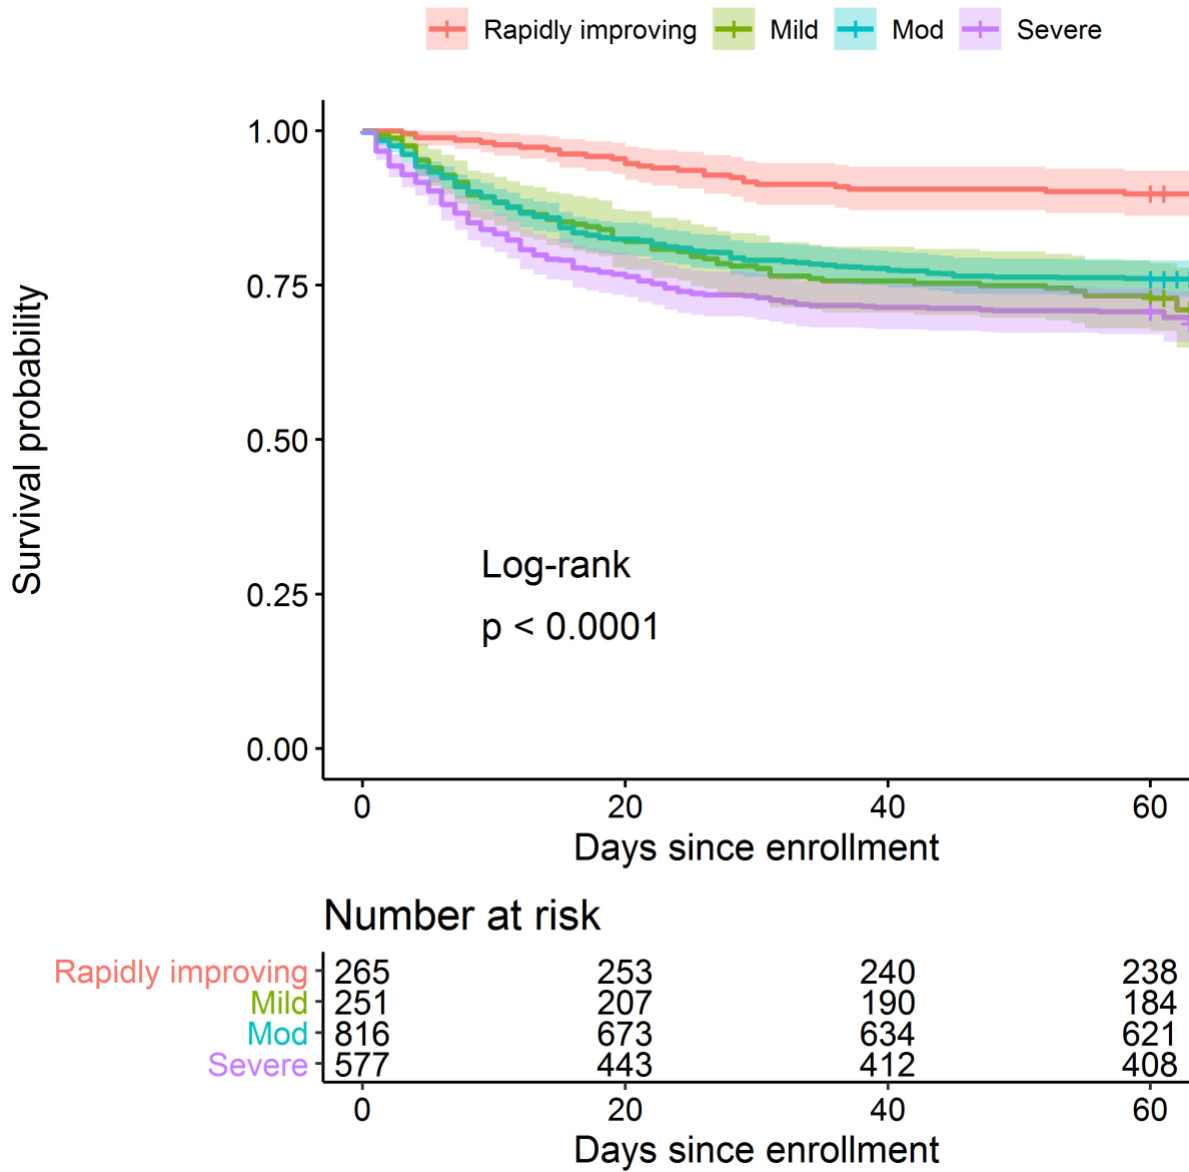 Rapidly improving Mild Mod Severe
Survival probability
1.00
0.75
0.50
0.25
0.00
Log-rank
p < 0.0001
0 20 40 60
Days since enrollment
Number at risk
Rapidly improving 265 253 240 238
Mild 251 207 190 184
Mod 816 673 634 621
Severe 577 443 412 408
0 20 40 60
Days since enrollment